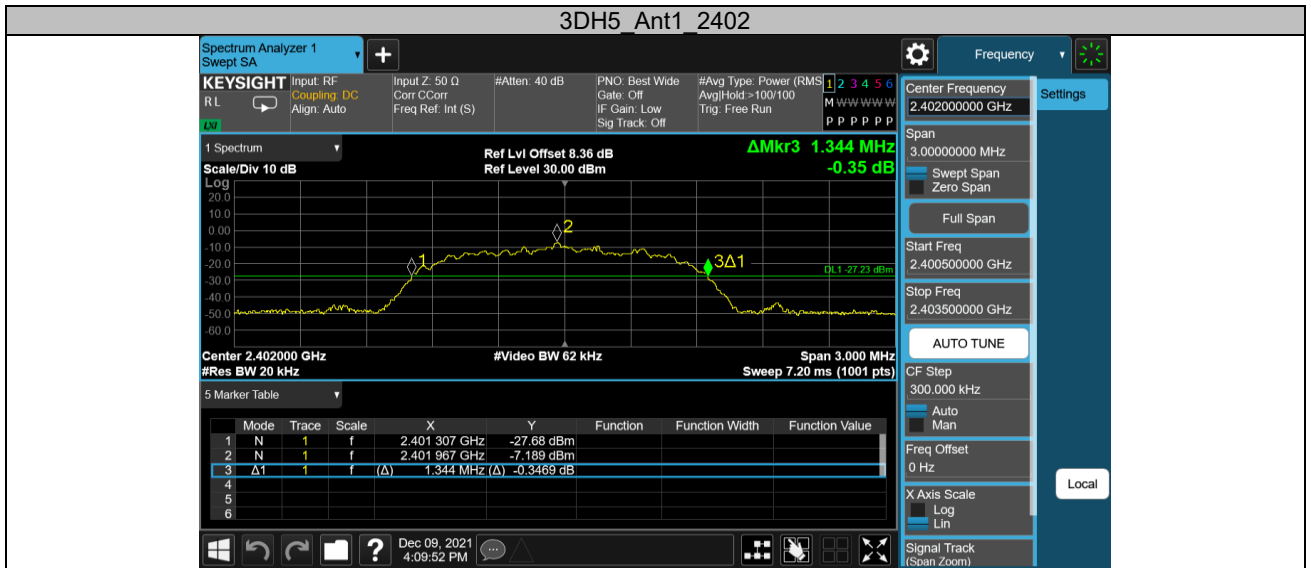 3DH5_Ant1_2402
Spectrum Analyzer 1
Swept SA
Frequency
KEYSIGHT
R L
LXI
Input: RF
Coupling: DC
Align: Auto
Input Z: 50 Ω
Corr CCorr
Freq Ref: Int (S)
#Atten: 40 dB
PNO: Best Wide
Gate: Off
IF Gain: Low
Sig Track: Off
#Avg Type: Power (RMS
Avg|Hold:>100/100
Trig: Free Run
1 2 3 4 5 6
M W W W W W
P P P P P P
1 Spectrum
Scale/Div 10 dB
Ref Lvl Offset 8.36 dB
Ref Level 30.00 dBm
ΔMkr3 1.344 MHz
-0.35 dB
Log
20.0
10.0
0.00
-10.0
-20.0
-30.0
-40.0
-50.0
-60.0
1
2
3Δ1
DL1 -27.23 dBm
Center 2.402000 GHz
#Video BW 62 kHz
Span 3.000 MHz
#Res BW 20 kHz
Sweep 7.20 ms (1001 pts)
5 Marker Table
Mode Trace Scale X Y Function Function Width Function Value
1 N 1 f 2.401 307 GHz -27.68 dBm
2 N 1 f 2.401 967 GHz -7.189 dBm
3 Δ1 1 f (Δ) 1.344 MHz (Δ) -0.3469 dB
4
5
6
Dec 09, 2021
4:09:52 PM
Center Frequency
2.402000000 GHz
Settings
Span
3.00000000 MHz
Swept Span
Zero Span
Full Span
Start Freq
2.400500000 GHz
Stop Freq
2.403500000 GHz
AUTO TUNE
CF Step
300.000 kHz
Auto
Man
Freq Offset
0 Hz
X Axis Scale
Log
Lin
Local
Signal Track
(Span Zoom)